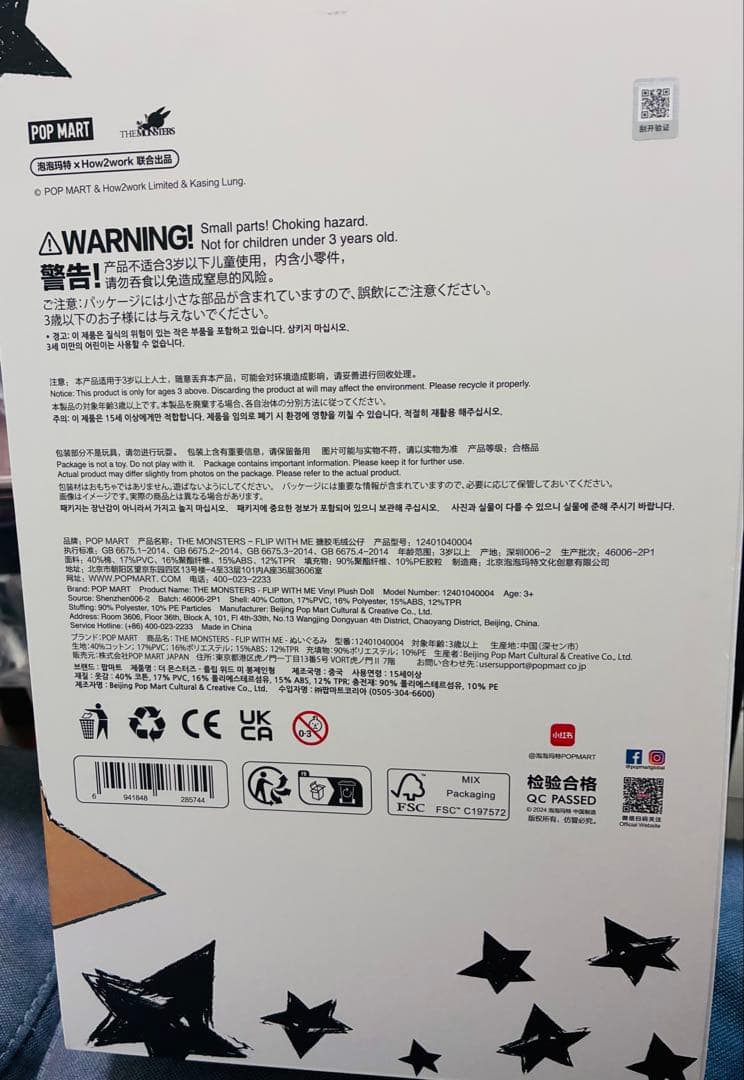 POP MART
THE MONSTERS
刮开验证
泡泡玛特 x How2work 联合出品
© POP MART & How2work Limited & Kasing Lung.
WARNING! Small parts! Choking hazard.
Not for children under 3 years old.
警告! 产品不适合3岁以下儿童使用，内含小零件，
请勿吞食以免造成窒息的风险。
ご注意：パッケージには小さな部品が含まれていますので、誤飲にご注意ください。
3歳以下のお子様には与えないでください。
• 경고: 이 제품은 질식의 위험이 있는 작은 부품을 포함하고 있습니다. 삼키지 마십시오.
3세 미만의 어린이는 사용할 수 없습니다.
注意： 本产品适用于3岁以上人士，随意丢弃本产品，可能会对环境造成影响，请妥善进行回收处理。
Notice: This product is only for ages 3 above. Discarding the product at will may affect the environment. Please recycle it properly.
本製品の対象年齢3歳以上です。本製品を廃棄する場合、各自治体の分別方法に従ってください。
주의: 이 제품은 15세 이상에게만 적합합니다. 제품을 임의로 폐기 시 환경에 영향을 끼칠 수 있습니다. 적절히 재활용 해주십시오.
包装部分不是玩具，请勿进行玩耍。 包装上含有重要信息，请保留备用 图片可能与实物不符，请以实物为准 产品等级：合格品
Package is not a toy. Do not play with it. Package contains important information. Please keep it for further use.
Actual product may differ slightly from photos on the package. Please refer to the actual product.
包装材はおもちゃではありません。遊ばないようにしてください。 パッケージには重要な情報が含まれていますので、必要に応じて保管しておいてください。
画像はイメージです。実際の商品とは異なる場合があります。
패키지는 장난감이 아니라서 가지고 놀지 마십시오. 패키지에 중요한 정보가 포함되어 있으니 보관해 주십시오. 사진과 실물이 다를 수 있으니 실물에 준해 주시기 바랍니다.
品牌：POP MART 产品名称：THE MONSTERS – FLIP WITH ME 搪胶毛绒公仔 产品型号：12401040004
执行标准：GB 6675.1–2014、GB 6675.2–2014、GB 6675.3–2014、GB 6675.4–2014 年龄范围：3岁以上 产地：深圳006–2 生产批次：46006–2P1
面料：40%棉、17%PVC、16%聚酯纤维、15%ABS、12%TPR 填充物：90%聚酯纤维、10%PE胶粒 制造商：北京泡泡玛特文化创意有限公司
地址：北京市朝阳区望京东园四区13号楼–4至33层101内A座36层3606室
网址：WWW.POPMART.COM 电话：400–023–2233
Brand: POP MART Product Name: THE MONSTERS - FLIP WITH ME Vinyl Plush Doll Model Number: 12401040004 Age: 3+
Source: Shenzhen006-2 Batch: 46006-2P1 Shell: 40% Cotton, 17%PVC, 16% Polyester, 15%ABS, 12%TPR
Stuffing: 90% Polyester, 10% PE Particles Manufacturer: Beijing Pop Mart Cultural & Creative Co., Ltd.
Address: Room 3606, Floor 36th, Block A, 101, Fl 4th-33th, No.13 Wangjing Dongyuan 4th District, Chaoyang District, Beijing, China.
Service Hotline: (+86) 400-023-2233 Made in China
ブランド：POP MART 商品名：THE MONSTERS - FLIP WITH ME - ぬいぐるみ 型番：12401040004 対象年齢：3歳以上 生産地：中国（深セン市）
生地：40%コットン；17%PVC；16%ポリエステル；15%ABS；12%TPR 充填物：90%ポリエステル；10%PE 生産者：Beijing Pop Mart Cultural & Creative Co., Ltd.
販売元：株式会社POP MART JAPAN 住所：東京都港区虎ノ門一丁目13番5号 VORT虎ノ門II 7階 お問い合わせ先：usersupport@popmart co jp
브랜드 : 팝마트 제품명: 더 몬스터즈 - 플립 위드 미 봉제인형 제조국명 : 중국 사용연령 : 15세이상
재질 : 옷감 : 40% 코튼, 17% PVC, 16% 폴리에스테르섬유, 15% ABS, 12% TPR; 충전재: 90% 폴리에스테르섬유, 10% PE
제조자명 : Beijing Pop Mart Cultural & Creative Co., Ltd. 수입자명 : ㈜팝마트코리아 (0505-304-6600)
CE
UK
CA
0-3
小红书
@泡泡玛特POPMART
@popmartglobal
6 941848 285744
FR
FSC
MIX
Packaging
FSC™ C197572
检验合格
QC PASSED
© 2024 泡泡玛特 中国制造
版权所有，仿冒必究。
微信扫码关注
Official Website